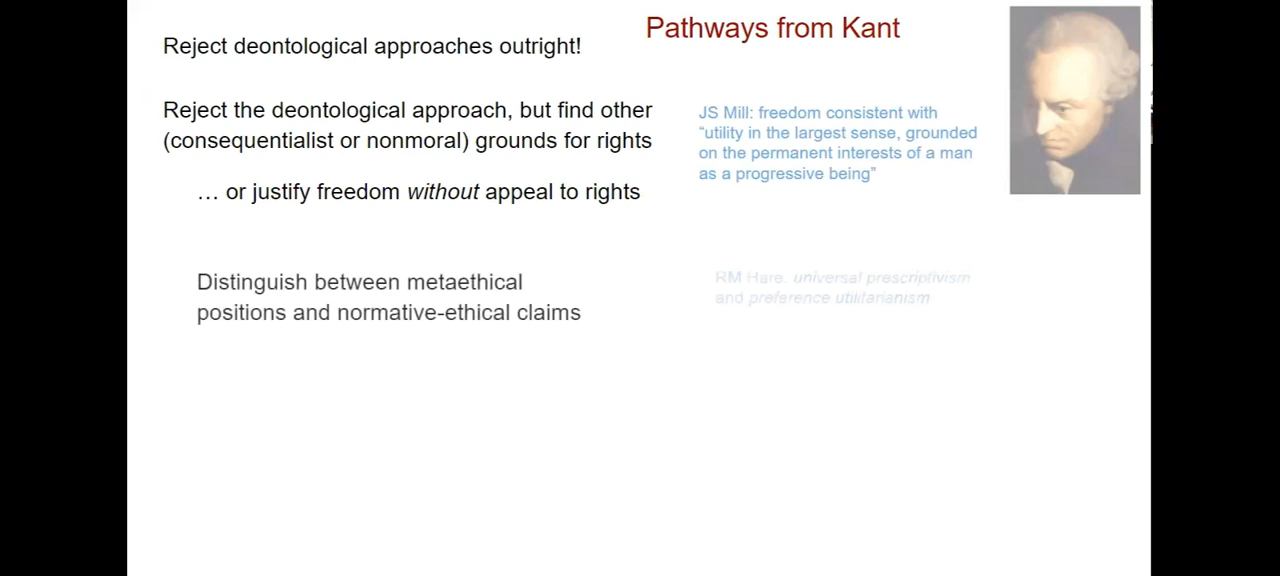 Pathways from Kant
Reject deontological approaches outright!
Reject the deontological approach, but find other
(consequentialist or nonmoral) grounds for rights
… or justify freedom without appeal to rights
JS Mill: freedom consistent with
“utility in the largest sense, grounded
on the permanent interests of a man
as a progressive being”
Distinguish between metaethical
positions and normative-ethical claims
RM Hare. universal prescriptivism
and preference utilitarianism